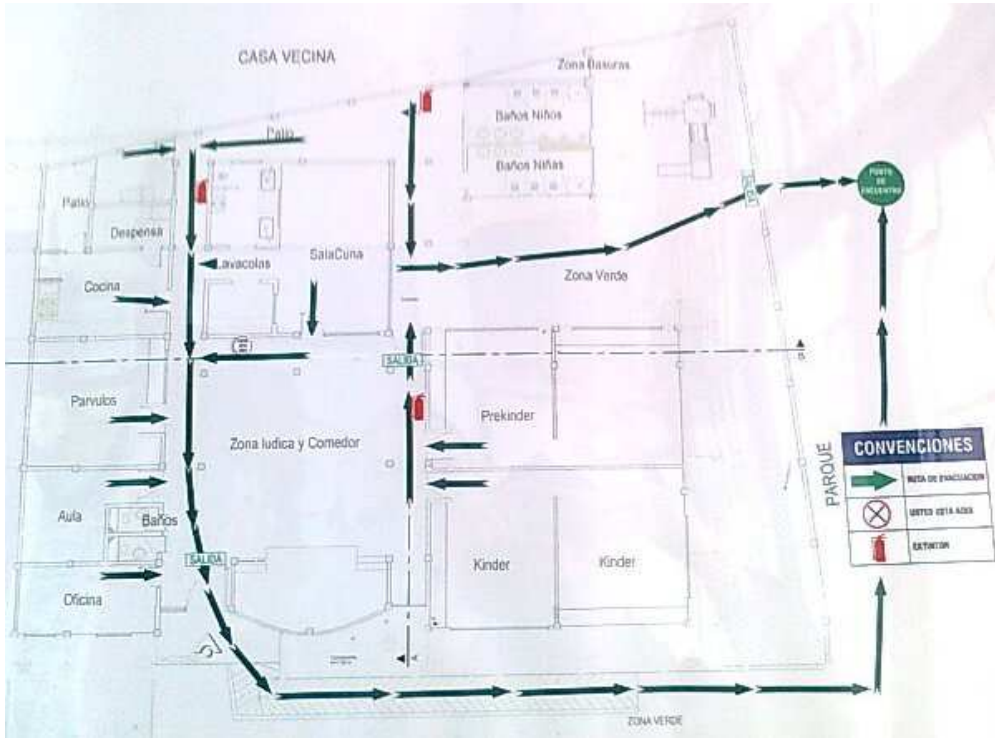 CASA VECINA
Zona Basuras
Baños Niños
Patio
Baños Niñas
PUNTO
DE
ENCUENTRO
Patio
Despensa
Lavacolas
SalaCuna
Zona Verde
Cocina
SALIDA
Parvulos
Prekinder
Zona ludica y Comedor
PARQUE
CONVENCIONES
RUTA DE EVACUACION
USTED ESTA AQUI
EXTINTOR
Aula
Baños
SALIDA
Kinder
Kinder
Oficina
ZONA VERDE